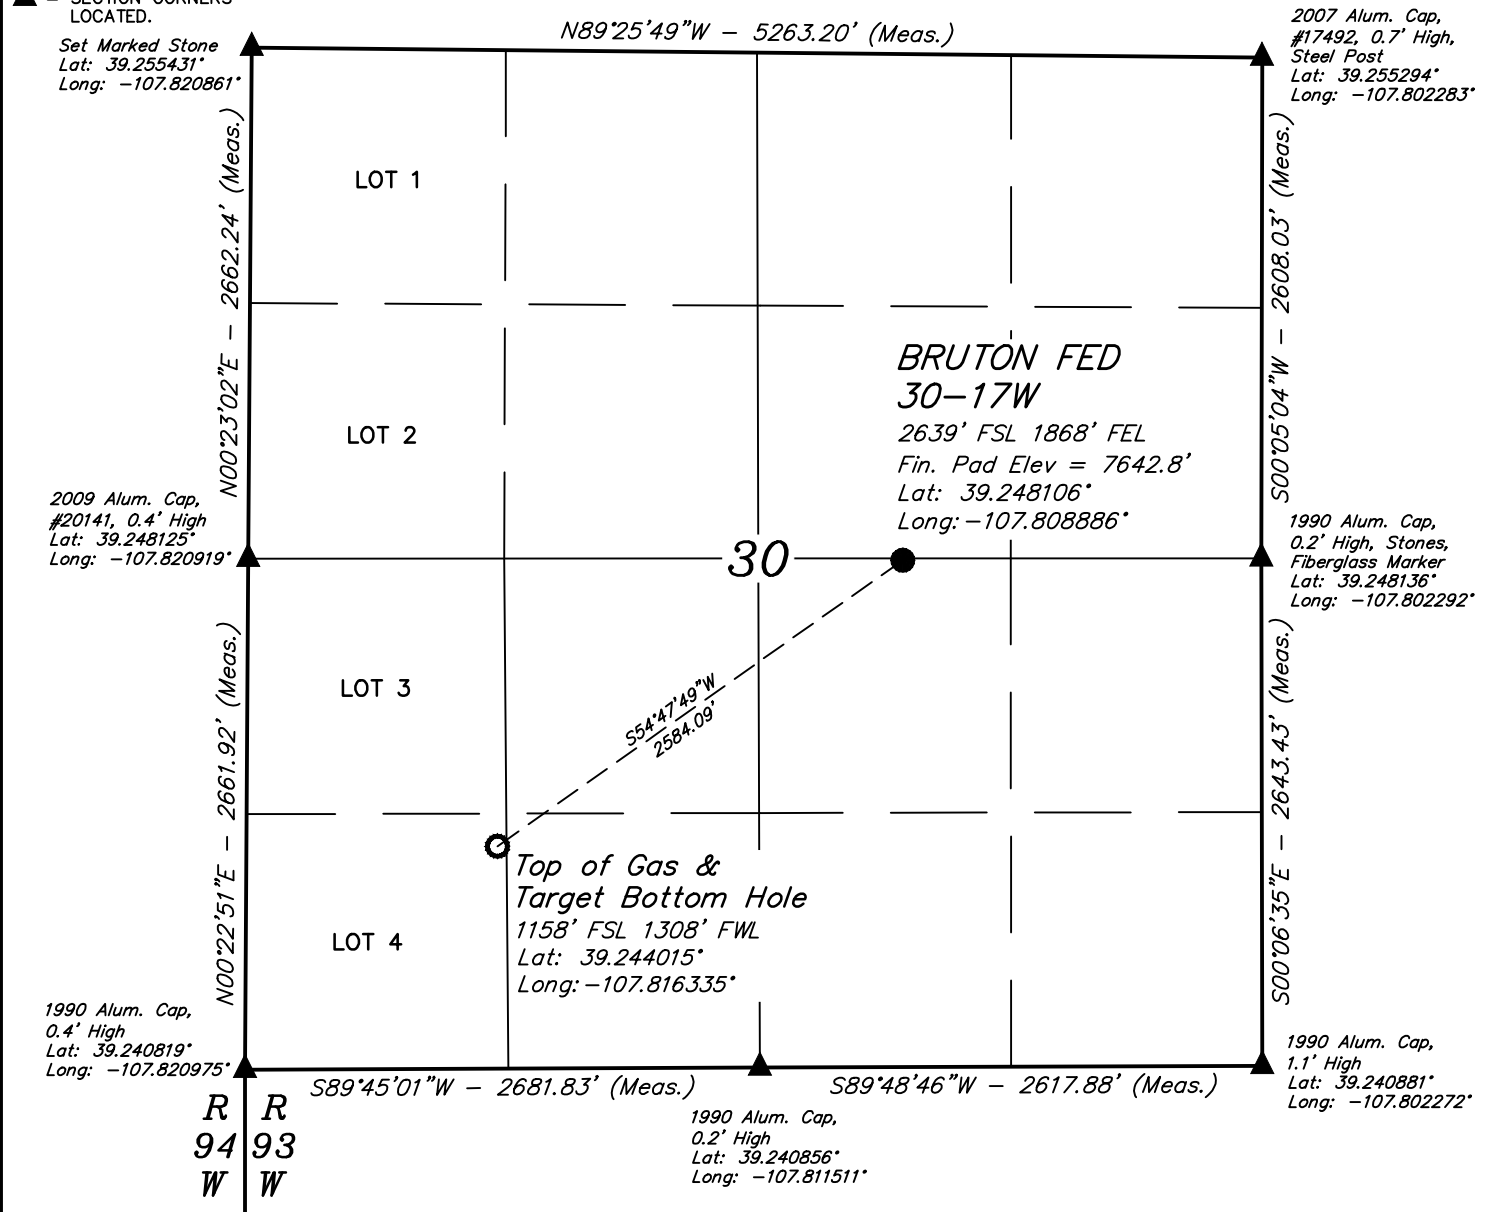 LOCATED.
Set Marked Stone
Lat: 39.255431°
Long: -107.820861°
N89°25'49"W - 5263.20' (Meas.)
2007 Alum. Cap,
#17492, 0.7' High,
Steel Post
Lat: 39.255294°
Long: -107.802283°
N00°23'02"E - 2662.24' (Meas.)
LOT 1
S00°05'04"W - 2608.03' (Meas.)
LOT 2
BRUTON FED
30-17W
2639' FSL 1868' FEL
Fin. Pad Elev = 7642.8'
Lat: 39.248106°
Long: -107.808886°
2009 Alum. Cap,
#20141, 0.4' High
Lat: 39.248125°
Long: -107.820919°
30
1990 Alum. Cap,
0.2' High, Stones,
Fiberglass Marker
Lat: 39.248136°
Long: -107.802292°
N00°22'51"E - 2661.92' (Meas.)
LOT 3
S54°47'49"W
2584.09'
S00°06'35"E - 2643.43' (Meas.)
Top of Gas &
Target Bottom Hole
1158' FSL 1308' FWL
Lat: 39.244015°
Long: -107.816335°
LOT 4
1990 Alum. Cap,
0.4' High
Lat: 39.240819°
Long: -107.820975°
S89°45'01"W - 2681.83' (Meas.)
S89°48'46"W - 2617.88' (Meas.)
1990 Alum. Cap,
1.1' High
Lat: 39.240881°
Long: -107.802272°
1990 Alum. Cap,
0.2' High
Lat: 39.240856°
Long: -107.811511°
R R
94 93
W W